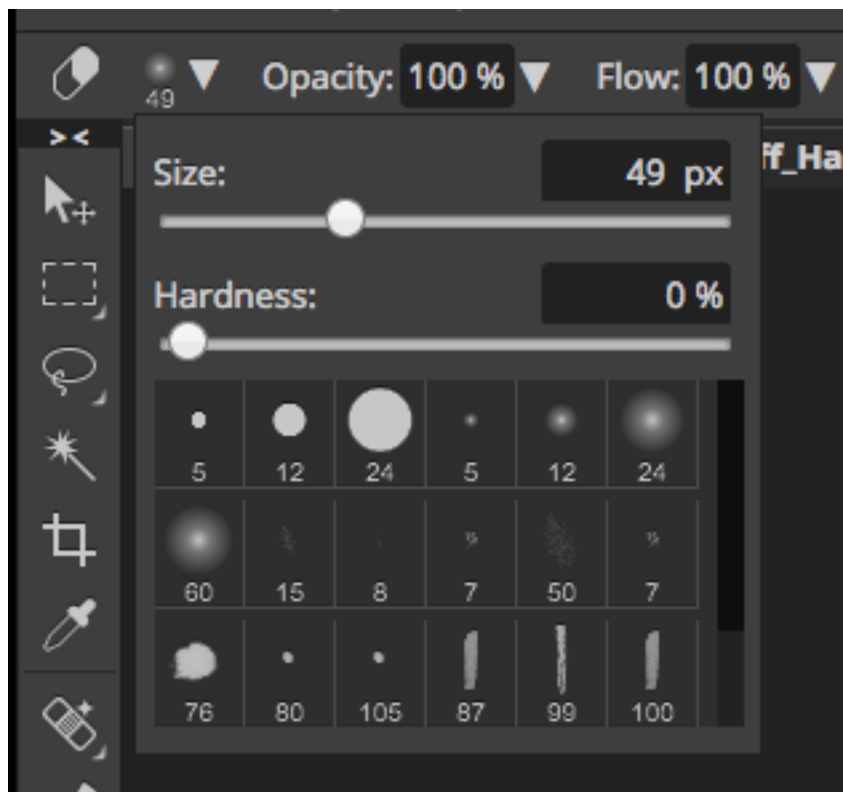 49 Opacity: 100 % Flow: 100 %
> <
ff_Ha
Size: 49 px
Hardness: 0 %
5 12 24 5 12 24
60 15 8 7 50 7
76 80 105 87 99 100